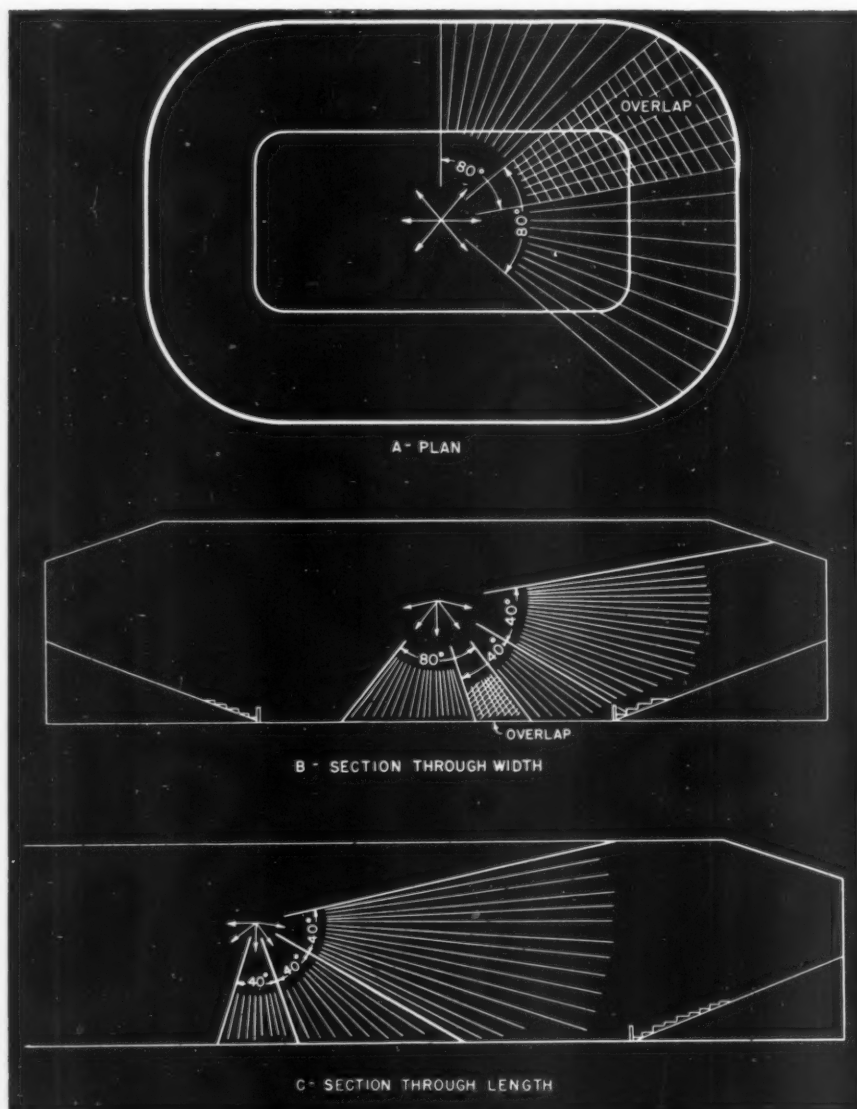 OVERLAP
80°
80°
A- PLAN
40°
40°
80°
OVERLAP
B- SECTION THROUGH WIDTH
40°
40°
40°
C- SECTION THROUGH LENGTH